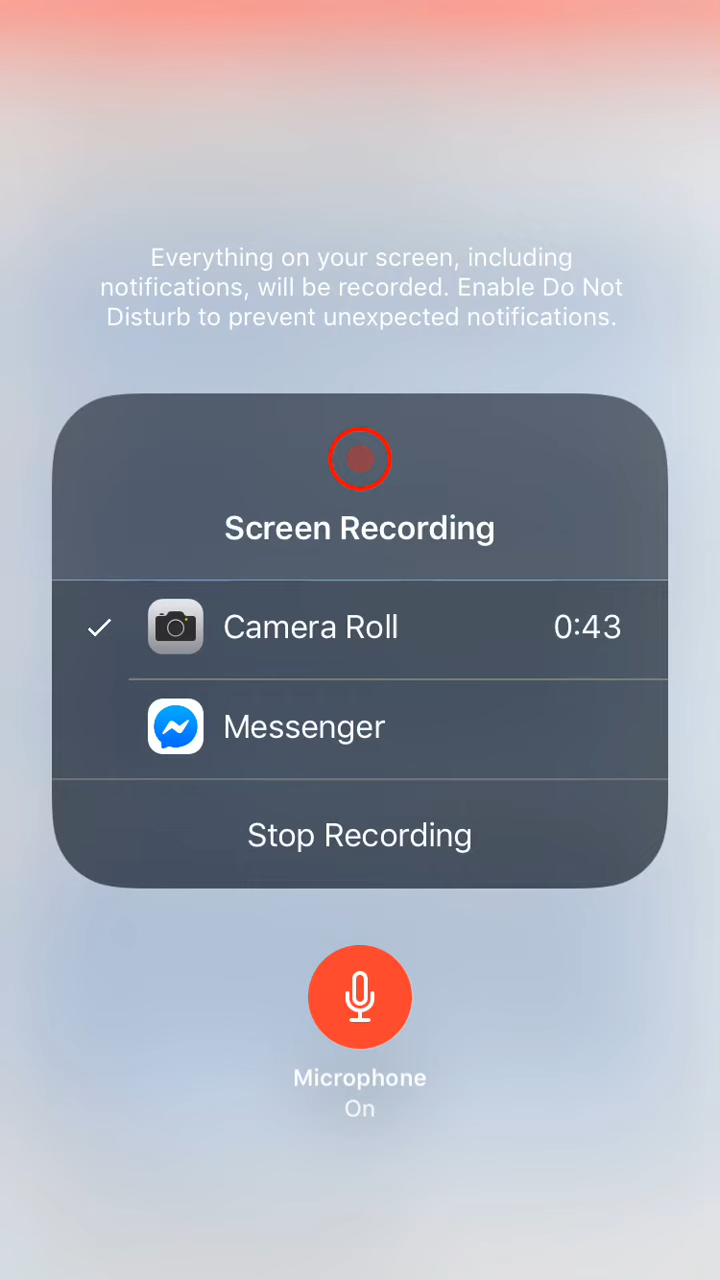 Everything on your screen, including
notifications, will be recorded. Enable Do Not
Disturb to prevent unexpected notifications.
Screen Recording
Camera Roll 0:43
Messenger
Stop Recording
Microphone
On